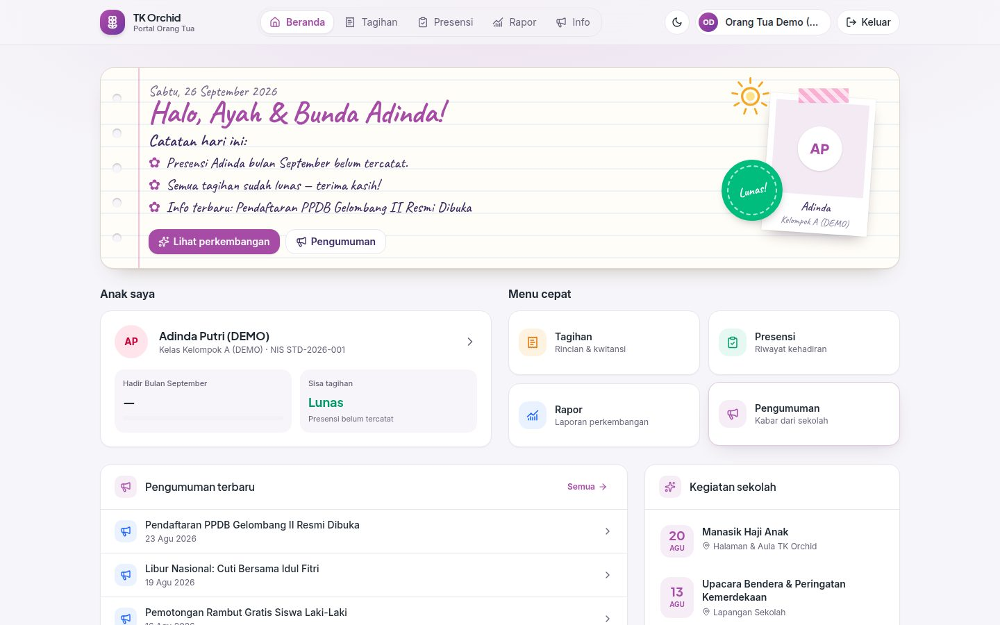 TK Orchid
Portal Orang Tua
Beranda
Tagihan
Presensi
Rapor
Info
OD
Orang Tua Demo (...
Keluar
Sabtu, 26 September 2026
Halo, Ayah & Bunda Adinda!
Catatan hari ini:
Presensi Adinda bulan September belum tercatat.
Semua tagihan sudah lunas — terima kasih!
Info terbaru: Pendaftaran PPDB Gelombang II Resmi Dibuka
Lihat perkembangan
Pengumuman
AP
Lunas!
Adinda
Kelompok A (DEMO)
Anak saya
AP
Adinda Putri (DEMO)
Kelas Kelompok A (DEMO) · NIS STD-2026-001
Hadir Bulan September
—
Sisa tagihan
Lunas
Presensi belum tercatat
Menu cepat
Tagihan
Rincian & kwitansi
Presensi
Riwayat kehadiran
Rapor
Laporan perkembangan
Pengumuman
Kabar dari sekolah
Pengumuman terbaru
Semua
Pendaftaran PPDB Gelombang II Resmi Dibuka
23 Agu 2026
Libur Nasional: Cuti Bersama Idul Fitri
19 Agu 2026
Pemotongan Rambut Gratis Siswa Laki-Laki
16 Agu 2026
Kegiatan sekolah
20
AGU
Manasik Haji Anak
Halaman & Aula TK Orchid
13
AGU
Upacara Bendera & Peringatan
Kemerdekaan
Lapangan Sekolah